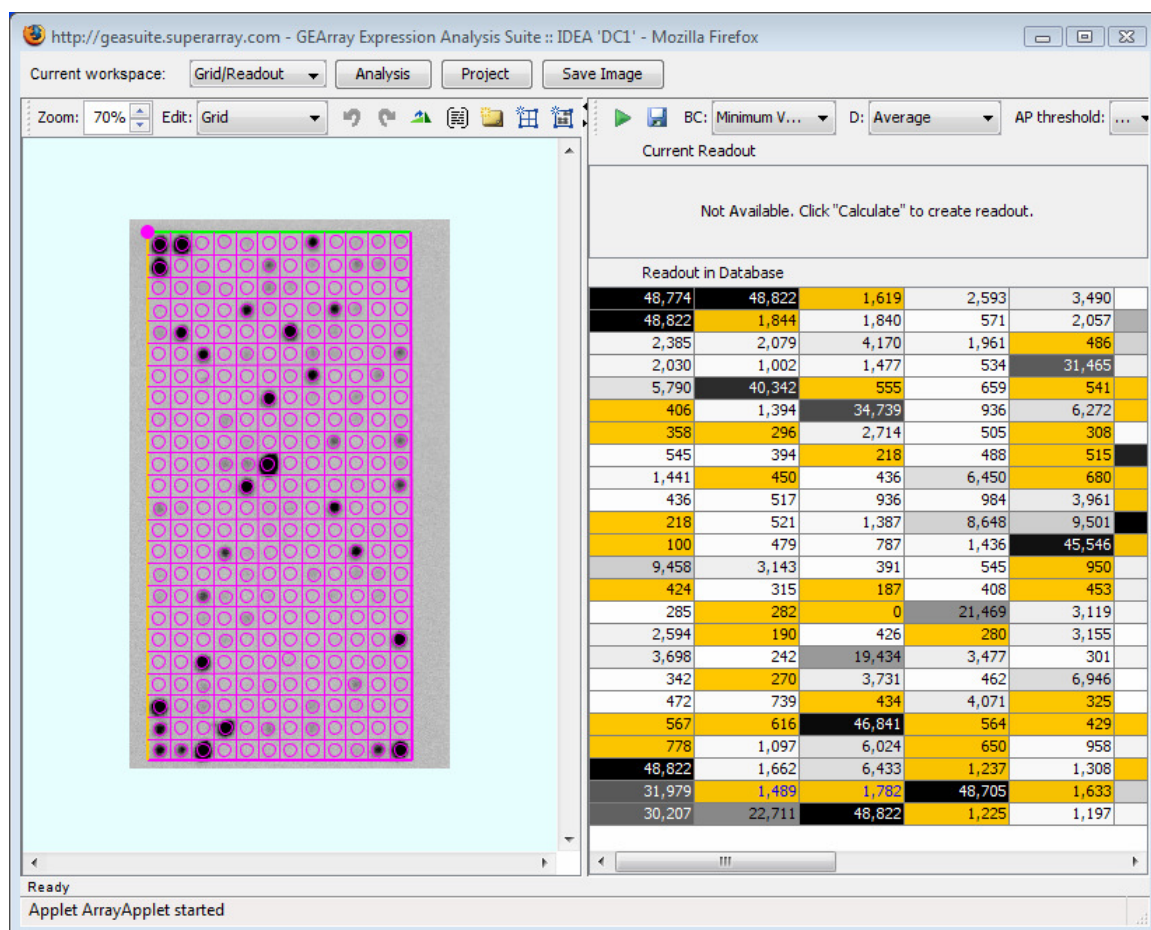 http://geasuite.superarray.com - GEArray Expression Analysis Suite :: IDEA 'DC1' - Mozilla Firefox
Current workspace: Grid/Readout Analysis Project Save Image
Zoom: 70% Edit: Grid BC: Minimum V... D: Average AP threshold: ...
Current Readout
Not Available. Click "Calculate" to create readout.
Readout in Database
48,774 48,822 1,619 2,593 3,490
48,822 1,844 1,840 571 2,057
2,385 2,079 4,170 1,961 486
2,030 1,002 1,477 534 31,465
5,790 40,342 555 659 541
406 1,394 34,739 936 6,272
358 296 2,714 505 308
545 394 218 488 515
1,441 450 436 6,450 680
436 517 936 984 3,961
218 521 1,387 8,648 9,501
100 479 787 1,436 45,546
9,458 3,143 391 545 950
424 315 187 408 453
285 282 0 21,469 3,119
2,594 190 426 280 3,155
3,698 242 19,434 3,477 301
342 270 3,731 462 6,946
472 739 434 4,071 325
567 616 46,841 564 429
778 1,097 6,024 650 958
48,822 1,662 6,433 1,237 1,308
31,979 1,489 1,782 48,705 1,633
30,207 22,711 48,822 1,225 1,197
Ready
Applet ArrayApplet started